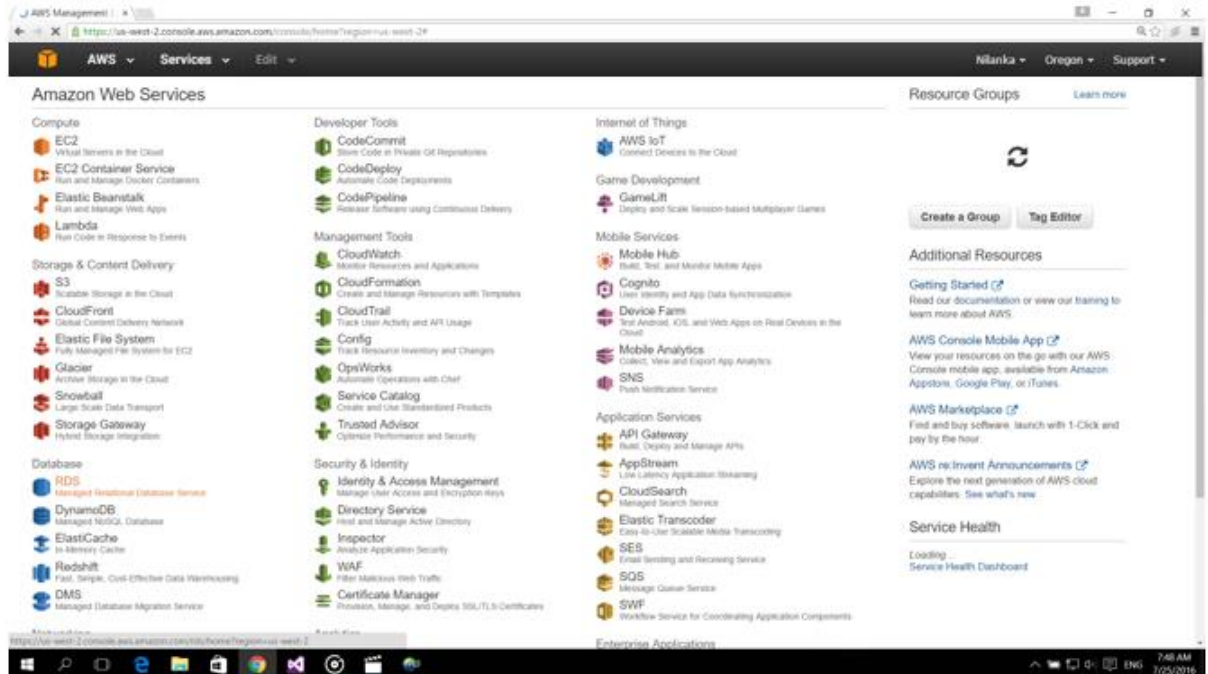 AWS Management
https://us-west-2.console.aws.amazon.com/console/home?region=us-west-2#
AWS Services Edit Nilanka Oregon Support
Amazon Web Services
Compute
EC2
Virtual Servers in the Cloud
EC2 Container Service
Run and Manage Docker Containers
Elastic Beanstalk
Run and Manage Web Apps
Lambda
Run Code in Response to Events
Storage & Content Delivery
S3
Scalable Storage in the Cloud
CloudFront
Global Content Delivery Network
Elastic File System
Fully Managed File System for EC2
Glacier
Archive Storage in the Cloud
Snowball
Large Scale Data Transport
Storage Gateway
Hybrid Storage Integration
Database
RDS
Managed Relational Database Service
DynamoDB
Managed NoSQL Database
ElastiCache
In-Memory Cache
Redshift
Fast, Simple, Cost-Effective Data Warehousing
DMS
Managed Database Migration Service
Developer Tools
CodeCommit
Store Code in Private Git Repositories
CodeDeploy
Automate Code Deployments
CodePipeline
Release Software using Continuous Delivery
Management Tools
CloudWatch
Monitor Resources and Applications
CloudFormation
Create and Manage Resources with Templates
CloudTrail
Track User Activity and API Usage
Config
Track Resource Inventory and Changes
OpsWorks
Automate Operations with Chef
Service Catalog
Create and Use Standardized Products
Trusted Advisor
Optimize Performance and Security
Security & Identity
Identity & Access Management
Manage User Access and Encryption Keys
Directory Service
Host and Manage Active Directory
Inspector
Analyze Application Security
WAF
Filter Malicious Web Traffic
Certificate Manager
Provision, Manage, and Deploy SSL/TLS Certificates
Internet of Things
AWS IoT
Connect Devices to the Cloud
Game Development
GameLift
Deploy and Scale Session-based Multiplayer Games
Mobile Services
Mobile Hub
Build, Test, and Monitor Mobile Apps
Cognito
User Identity and App Data Synchronization
Device Farm
Test Android, iOS, and Web Apps on Real Devices in the
Cloud
Mobile Analytics
Collect, View and Export App Analytics
SNS
Push Notification Service
Application Services
API Gateway
Build, Deploy and Manage APIs
AppStream
Low Latency Application Streaming
CloudSearch
Managed Search Service
Elastic Transcoder
Easy-to-Use Scalable Media Transcoding
SES
Email Sending and Receiving Service
SQS
Message Queue Service
SWF
Workflow Service for Coordinating Application Components
Enterprise Applications
Resource Groups Learn more
Create a Group Tag Editor
Additional Resources
Getting Started
Read our documentation or view our training to
learn more about AWS.
AWS Console Mobile App
View your resources on the go with our AWS
Console mobile app, available from Amazon
Appstore, Google Play, or iTunes.
AWS Marketplace
Find and buy software, launch with 1-Click and
pay by the hour.
AWS re:Invent Announcements
Explore the next generation of AWS cloud
capabilities. See what's new
Service Health
Loading...
Service Health Dashboard
https://us-west-2.console.aws.amazon.com/rds/home?region=us-west-2
ENG
7:48 AM
7/25/2016